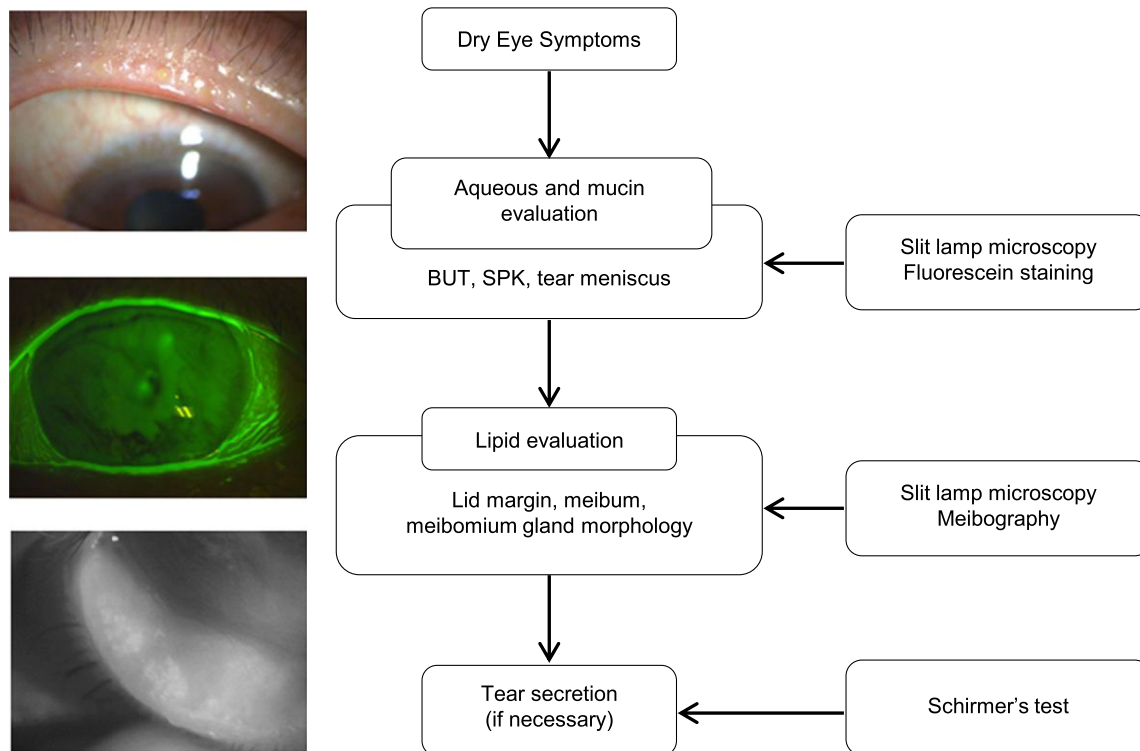 Dry Eye Symptoms
Aqueous and mucin
evaluation
BUT, SPK, tear meniscus
Slit lamp microscopy
Fluorescein staining
Lipid evaluation
Lid margin, meibum,
meibomium gland morphology
Slit lamp microscopy
Meibography
Tear secretion
(if necessary)
Schirmer’s test